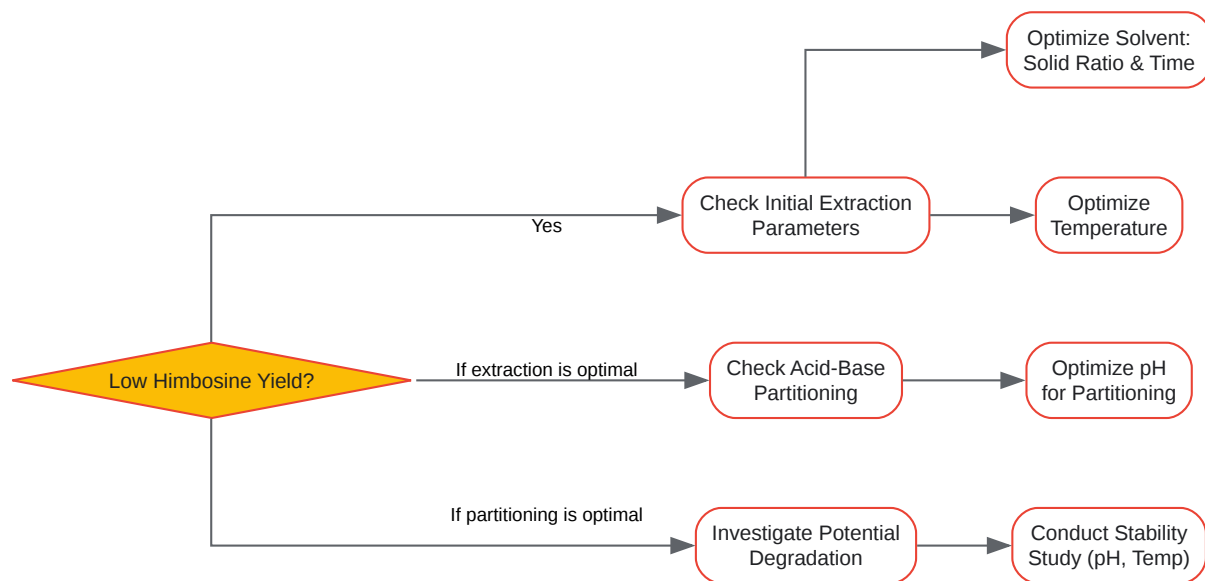 Optimize Solvent:
Solid Ratio & Time
Check Initial Extraction
Parameters
Optimize
Temperature
Yes
Low Himbosine Yield?
If extraction is optimal
Check Acid-Base
Partitioning
Optimize pH
for Partitioning
If partitioning is optimal
Investigate Potential
Degradation
Conduct Stability
Study (pH, Temp)